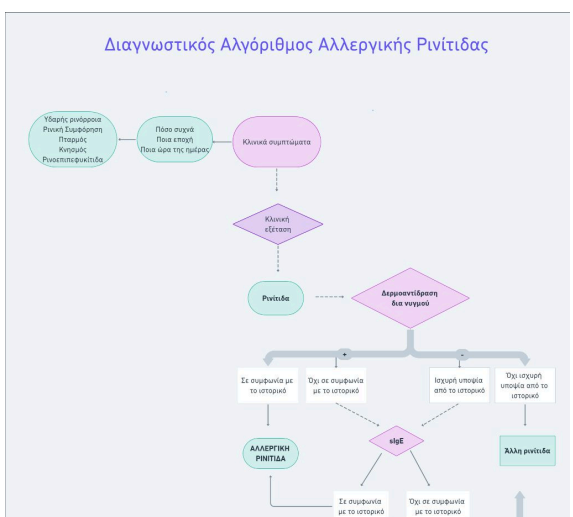 Διαγνωστικός Αλγόριθμος Αλλεργικής Ρινίτιδας
Υδαρής ρινόρροια
Ρινική Συμφόρηση
Πταρμός
Κνησμός
Ρινοεπιπεφυκίτιδα
Πόσο συχνά
Ποια εποχή
Ποια ώρα της ημέρας
Κλινικά συμπτώματα
Κλινική
εξέταση
Ρινίτιδα
Δερμοαντίδραση
δια νυγμού
+
-
Σε συμφωνία με
το ιστορικό
Όχι σε συμφωνία
με το ιστορικό
Ισχυρή υποψία
από το ιστορικό
Όχι ισχυρή
υποψία από το
ιστορικό
ΑΛΛΕΡΓΙΚΗ
ΡΙΝΙΤΙΔΑ
sIgE
Άλλη ρινίτιδα
Σε συμφωνία
με το ιστορικό
Όχι σε συμφωνία
με το ιστορικό